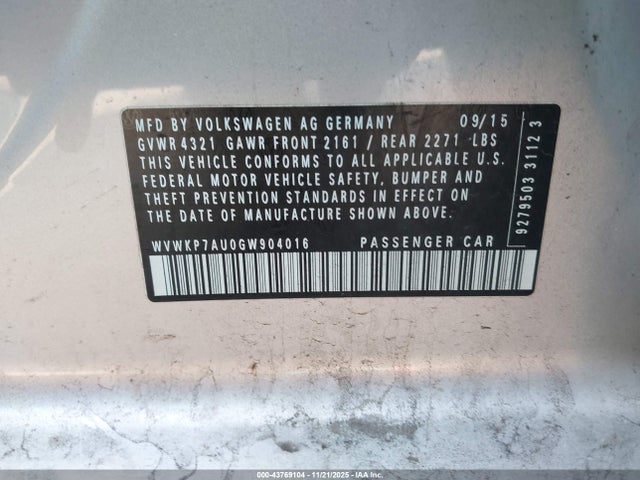 MFD BY VOLKSWAGEN AG GERMANY 09/15
GVWR 4321 GAWR FRONT 2161 / REAR 2271 LBS
THIS VEHICLE CONFORMS TO ALL APPLICABLE U.S.
FEDERAL MOTOR VEHICLE SAFETY, BUMPER AND
THEFT PREVENTION STANDARDS IN EFFECT ON
THE DATE OF MANUFACTURE SHOWN ABOVE.
WVWKP7AU0GW904016 PASSENGER CAR
9279503 31123
000-43769104 | 11/21/2025 | IAA Inc.